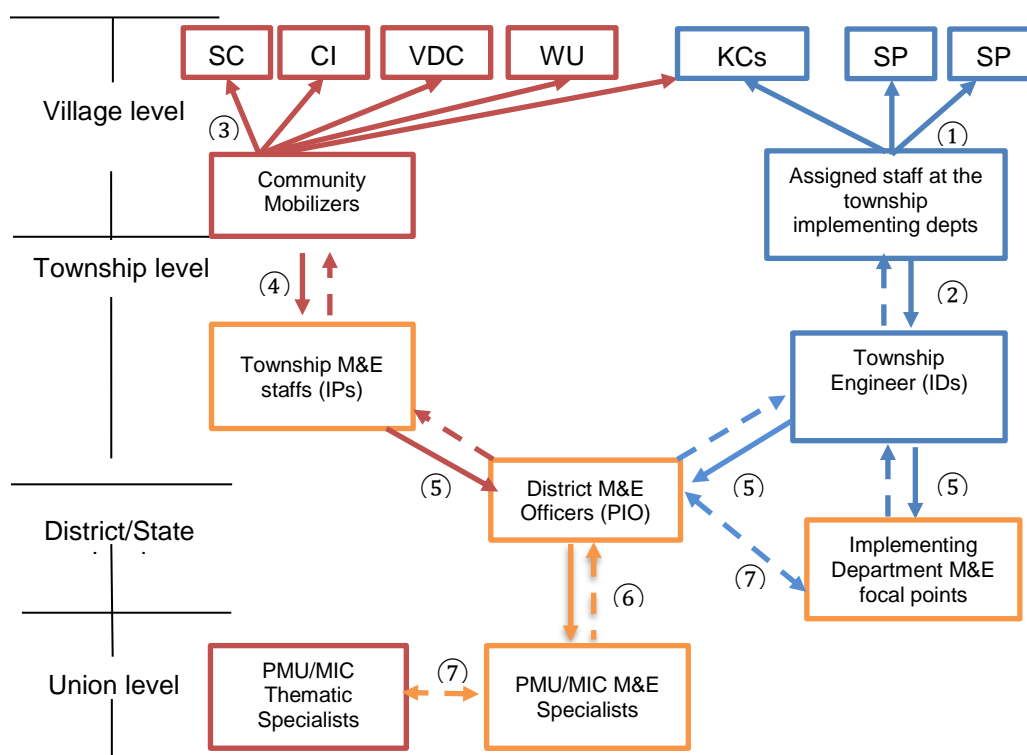 SC
CI
VDC
WU
KCs
SP
SP
Village level
③
①
Community
Mobilizers
Assigned staff at the
township
implementing depts
Township level
④
②
Township M&E
staffs (IPs)
Township
Engineer (IDs)
⑤
District M&E
Officers (PIO)
⑤
⑤
District/State
Implementing
Department M&E
focal points
⑦
⑥
Union level
PMU/MIC
Thematic
Specialists
⑦
PMU/MIC M&E
Specialists